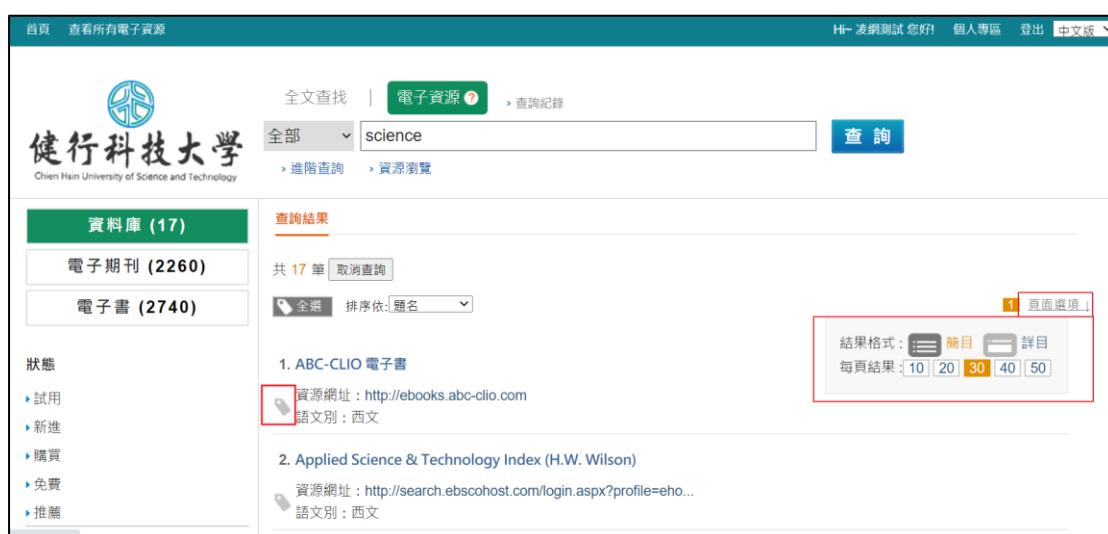 首頁 查看所有電子資源 Hi~ 凌網測試 您好! 個人專區 登出 中文版
全文查找 | 電子資源 ? › 查詢紀錄
健行科技大學
Chien Hsin University of Science and Technology
全部 science 查 詢
› 進階查詢 › 資源瀏覽
資料庫 (17)
電子期刊 (2260)
電子書 (2740)
狀態
試用
新進
購買
免費
推薦
查詢結果
共 17 筆 取消查詢
全選 排序依: 題名 1 頁面選項↓
結果格式 : 簡目 詳目
每頁結果 : 10 20 30 40 50
1. ABC-CLIO 電子書
資源網址：http://ebooks.abc-clio.com
語文別：西文
2. Applied Science & Technology Index (H.W. Wilson)
資源網址：http://search.ebscohost.com/login.aspx?profile=eho...
語文別：西文